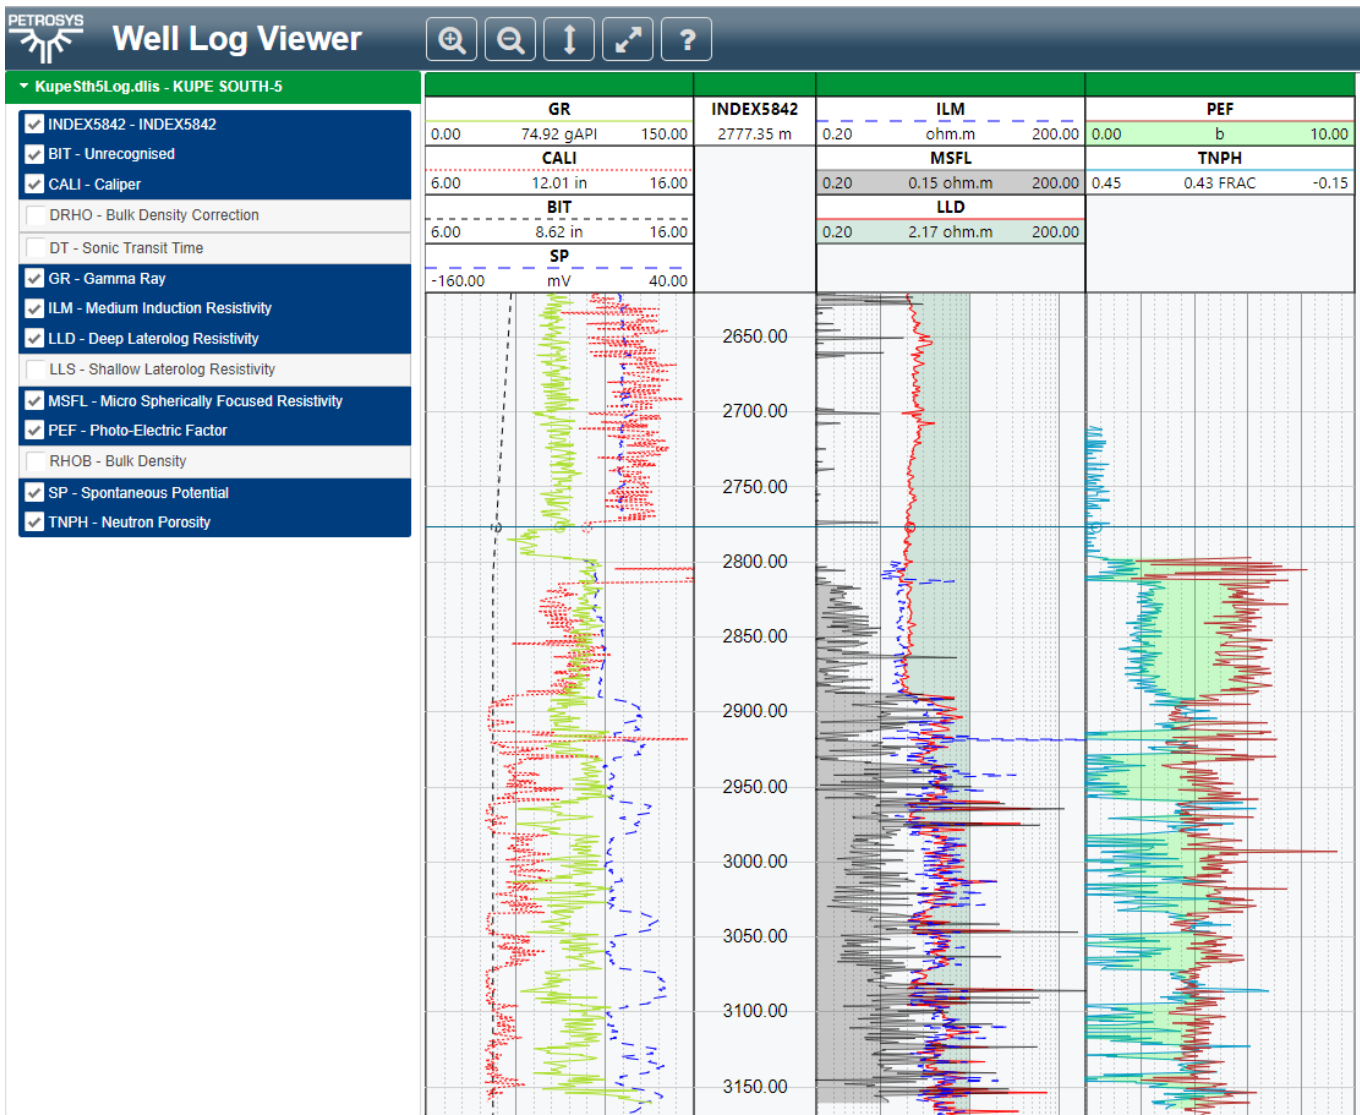 PETROSYS
Well Log Viewer
?
KupeSth5Log.dlis - KUPE SOUTH-5
INDEX5842 - INDEX5842
BIT - Unrecognised
CALI - Caliper
DRHO - Bulk Density Correction
DT - Sonic Transit Time
GR - Gamma Ray
ILM - Medium Induction Resistivity
LLD - Deep Laterolog Resistivity
LLS - Shallow Laterolog Resistivity
MSFL - Micro Spherically Focused Resistivity
PEF - Photo-Electric Factor
RHOB - Bulk Density
SP - Spontaneous Potential
TNPH - Neutron Porosity
GR
0.00 74.92 gAPI 150.00
CALI
6.00 12.01 in 16.00
BIT
6.00 8.62 in 16.00
SP
-160.00 mV 40.00
INDEX5842
2777.35 m
ILM
0.20 ohm.m 200.00
MSFL
0.20 0.15 ohm.m 200.00
LLD
0.20 2.17 ohm.m 200.00
PEF
0.00 b 10.00
TNPH
0.45 0.43 FRAC -0.15
2650.00
2700.00
2750.00
2800.00
2850.00
2900.00
2950.00
3000.00
3050.00
3100.00
3150.00